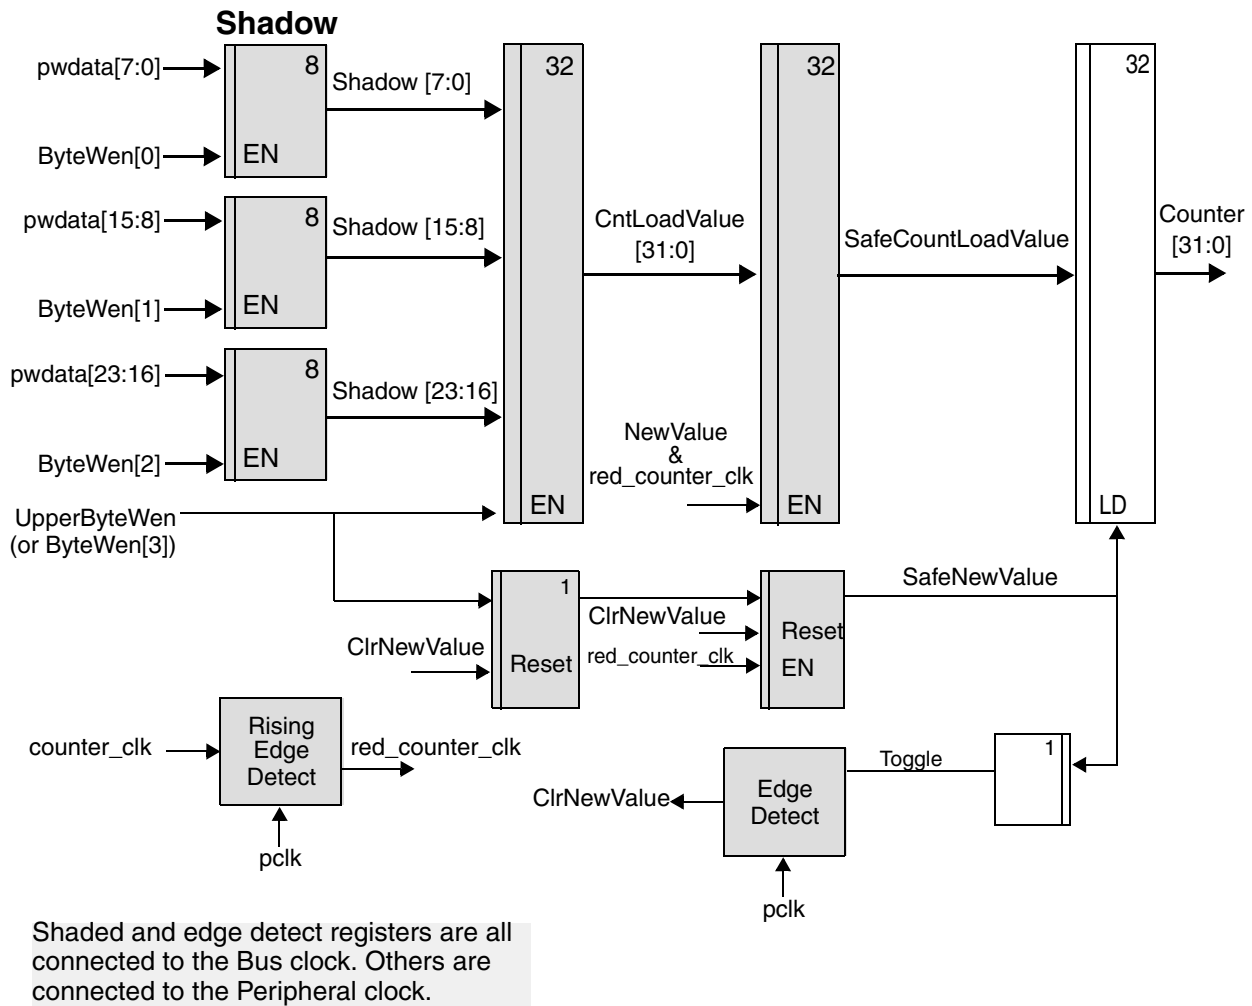 Shadow
pwdata[7:0]
8
Shadow [7:0]
ByteWen[0]
EN
pwdata[15:8]
8
Shadow [15:8]
ByteWen[1]
EN
pwdata[23:16]
8
Shadow [23:16]
ByteWen[2]
EN
UpperByteWen
(or ByteWen[3])
32
EN
CntLoadValue
[31:0]
NewValue
&
red_counter_clk
32
EN
SafeCountLoadValue
32
LD
Counter
[31:0]
ClrNewValue
1
Reset
ClrNewValue
red_counter_clk
Reset
EN
SafeNewValue
counter_clk
Rising
Edge
Detect
red_counter_clk
pclk
ClrNewValue
Edge
Detect
Toggle
1
pclk
Shaded and edge detect registers are all
connected to the Bus clock. Others are
connected to the Peripheral clock.